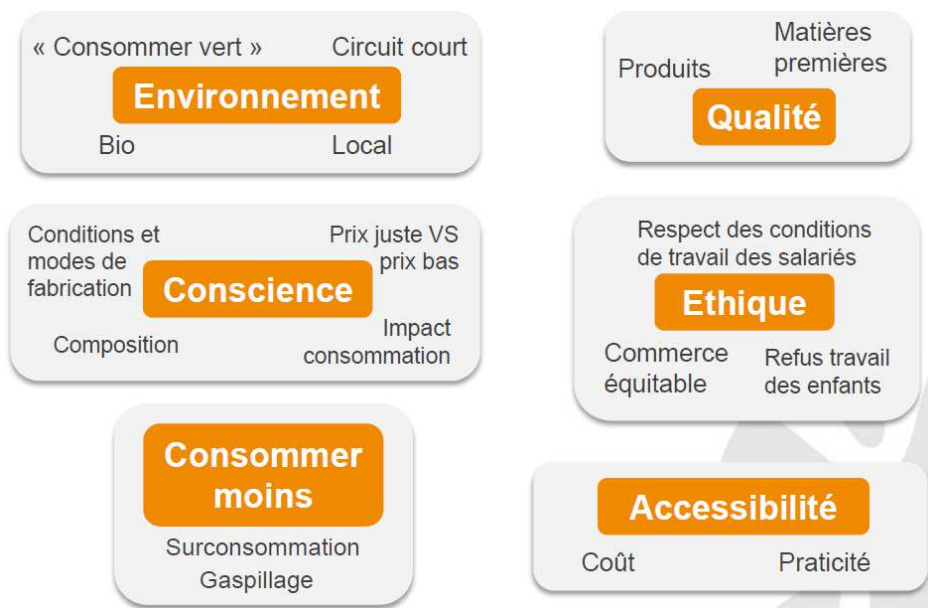 « Consommer vert »
Circuit court
Environnement
Bio
Local
Produits
Matières
premières
Qualité
Conditions et
modes de
fabrication
Prix juste VS
prix bas
Conscience
Composition
Impact
consommation
Respect des conditions
de travail des salariés
Ethique
Commerce
équitable
Refus travail
des enfants
Consommer
moins
Surconsommation
Gaspillage
Accessibilité
Coût
Praticité